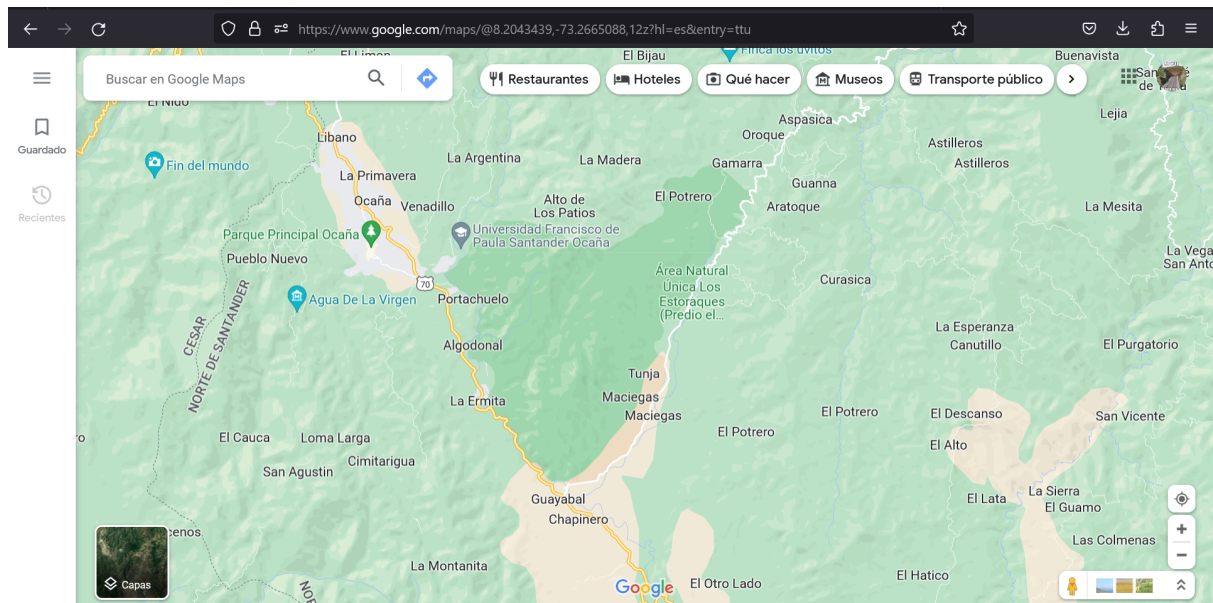 https://www.google.com/maps/@8.2043439,-73.2665088,12z?hl=es&entry=ttu
Buscar en Google Maps
Restaurantes
Hoteles
Qué hacer
Museos
Transporte público
Guardado
Recientes
El Limon
El Bijau
Finca los uvitos
Buenavista
El Nido
Libano
Aspasica
Oroque
Lejia
Astilleros
Astilleros
Fin del mundo
La Argentina
La Madera
Gamarra
La Primavera
Guanna
Ocaña
Venadillo
Alto de
Los Patios
El Potrero
Aratoque
La Mesita
Parque Principal Ocaña
Universidad Francisco de
Paula Santander Ocaña
Pueblo Nuevo
La Vega
San Anto
Área Natural
Única Los
Estoraques
(Predio el...
Curasica
70
Agua De La Virgen
Portachuelo
CESAR
NORTE DE SANTANDER
La Esperanza
Canutillo
El Purgatorio
Algodonal
Tunja
Maciegas
Maciegas
La Ermita
El Potrero
El Descanso
San Vicente
El Cauca
Loma Larga
El Potrero
El Alto
Cimitarigua
San Agustin
La Sierra
El Lata
El Guamo
Guayabal
Chapinero
cenos
Las Colmenas
La Montanita
El Hatico
El Otro Lado
Capas
Google
NOR